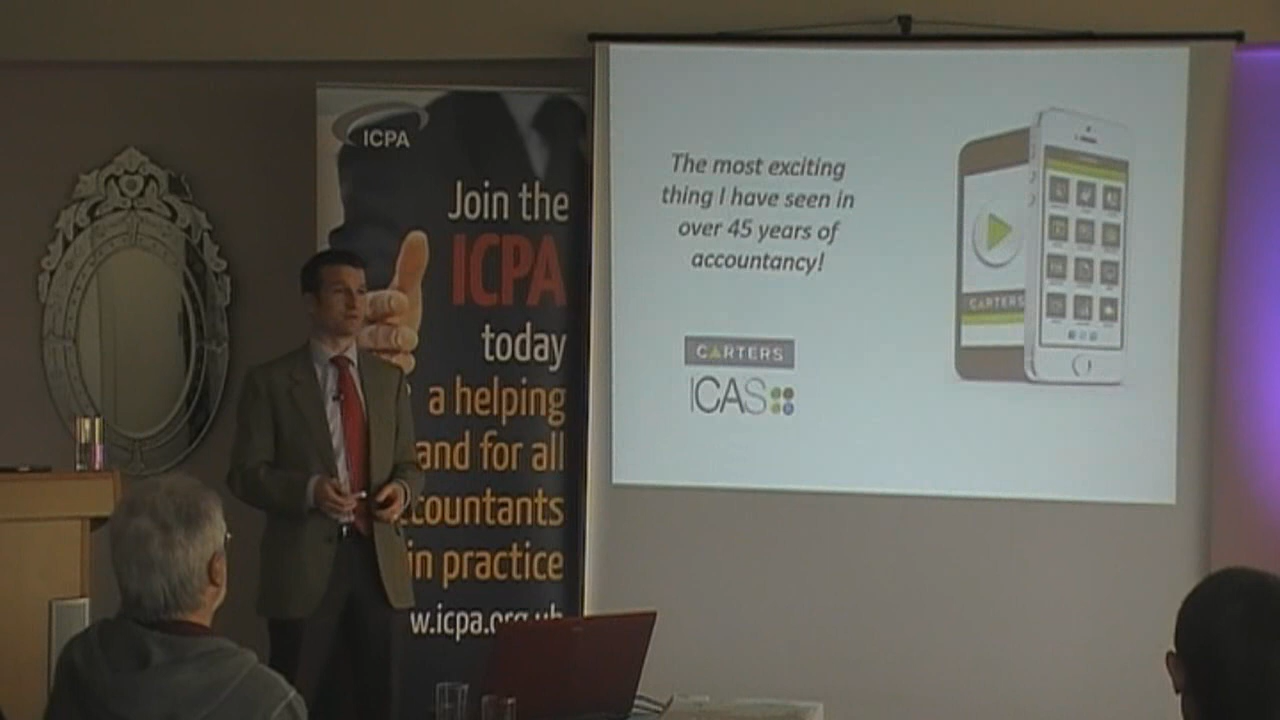 ICPA
Join the
ICPA
today
a helping
and for all
countants
in practice
w.icpa.org.uk
The most exciting
thing I have seen in
over 45 years of
accountancy!
CARTERS
ICAS
CARTERS